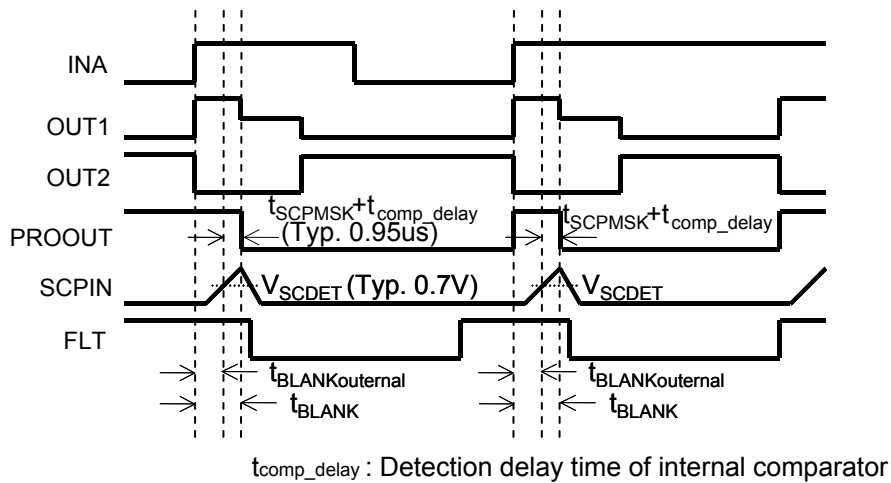 INA
OUT1
OUT2
tSCPMSK+tcomp_delay
(Typ. 0.95us)
tSCPMSK+tcomp_delay
PROOUT
SCPIN
VSCDET (Typ. 0.7V)
VSCDET
FLT
tBLANKouternal
tBLANKouternal
tBLANK
tBLANK
tcomp_delay : Detection delay time of internal comparator